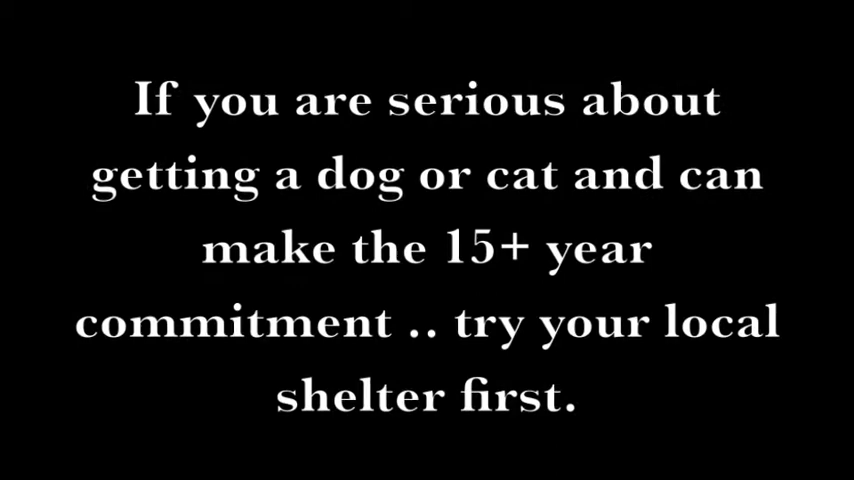 If you are serious about
getting a dog or cat and can
make the 15+ year
commitment .. try your local
shelter first.